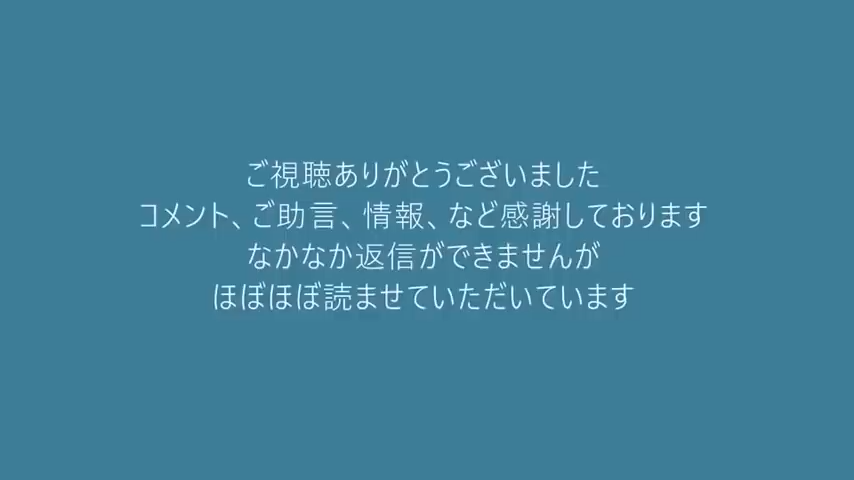 ご視聴ありがとうございました
コメント、ご助言、情報、など感謝しております
なかなか返信ができませんが
ほぼほぼ読ませていただいています